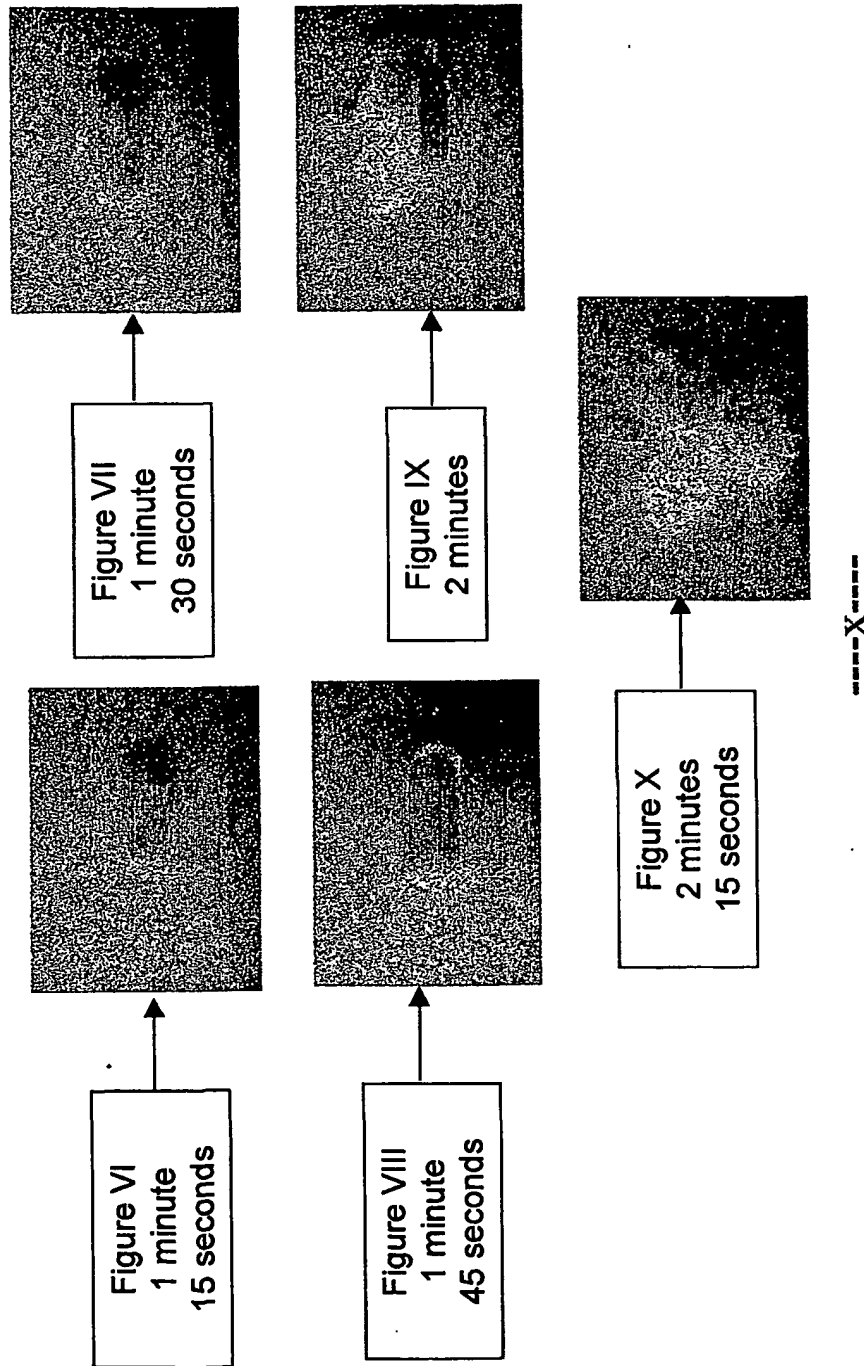 Figure VI
1 minute
15 seconds
Figure VII
1 minute
30 seconds
Figure VIII
1 minute
45 seconds
Figure IX
2 minutes
Figure X
2 minutes
15 seconds
----X----